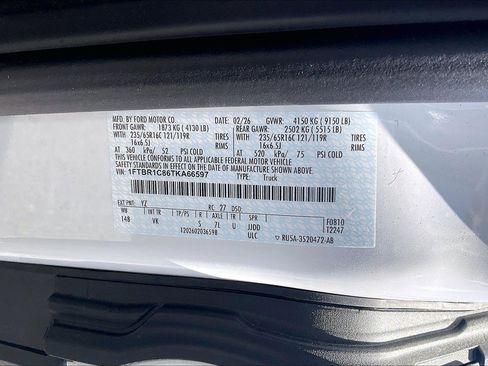 MFD. BY FORD MOTOR CO. 02/26 GVWR: 4150 KG ( 9150 LB)
FRONT GAWR: 1873 KG ( 4130 LB) REAR GAWR: 2502 KG ( 5515 LB)
WITH 235/65R16C 121/119R TIRES WITH 235/65R16C 121/119R TIRES
16x6.5J RIMS 16x6.5J RIMS
AT 360 kPa/ 52 PSI COLD AT 520 kPa/ 75 PSI COLD
THIS VEHICLE CONFORMS TO ALL APPLICABLE FEDERAL MOTOR VEHICLE
SAFETY STANDARDS IN EFFECT ON THE DATE OF MANUFACTURE SHOWN ABOVE.
VIN: 1FTBR1C86TKA66597 TYPE: Truck
EXT PNT: YZ RC: 27 DSO:
WB INT TR TP/PS R AXLE TR SPR F0810
148 VK S 7L U JJDD 12247
1202602036598 ULC RU5A-3520472-AB